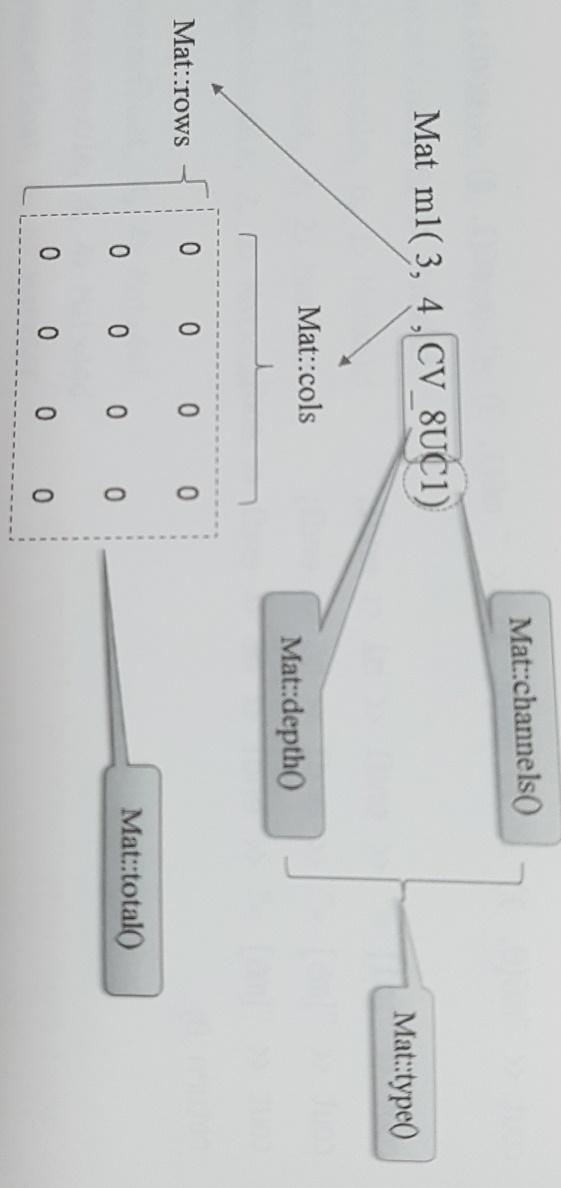 Mat::channels()
Mat m1( 3, 4 ,CV_8UC1)
Mat::type()
Mat::cols
Mat::depth()
Mat::rows
0 0 0 0
0 0 0 0
0 0 0 0
Mat::total()